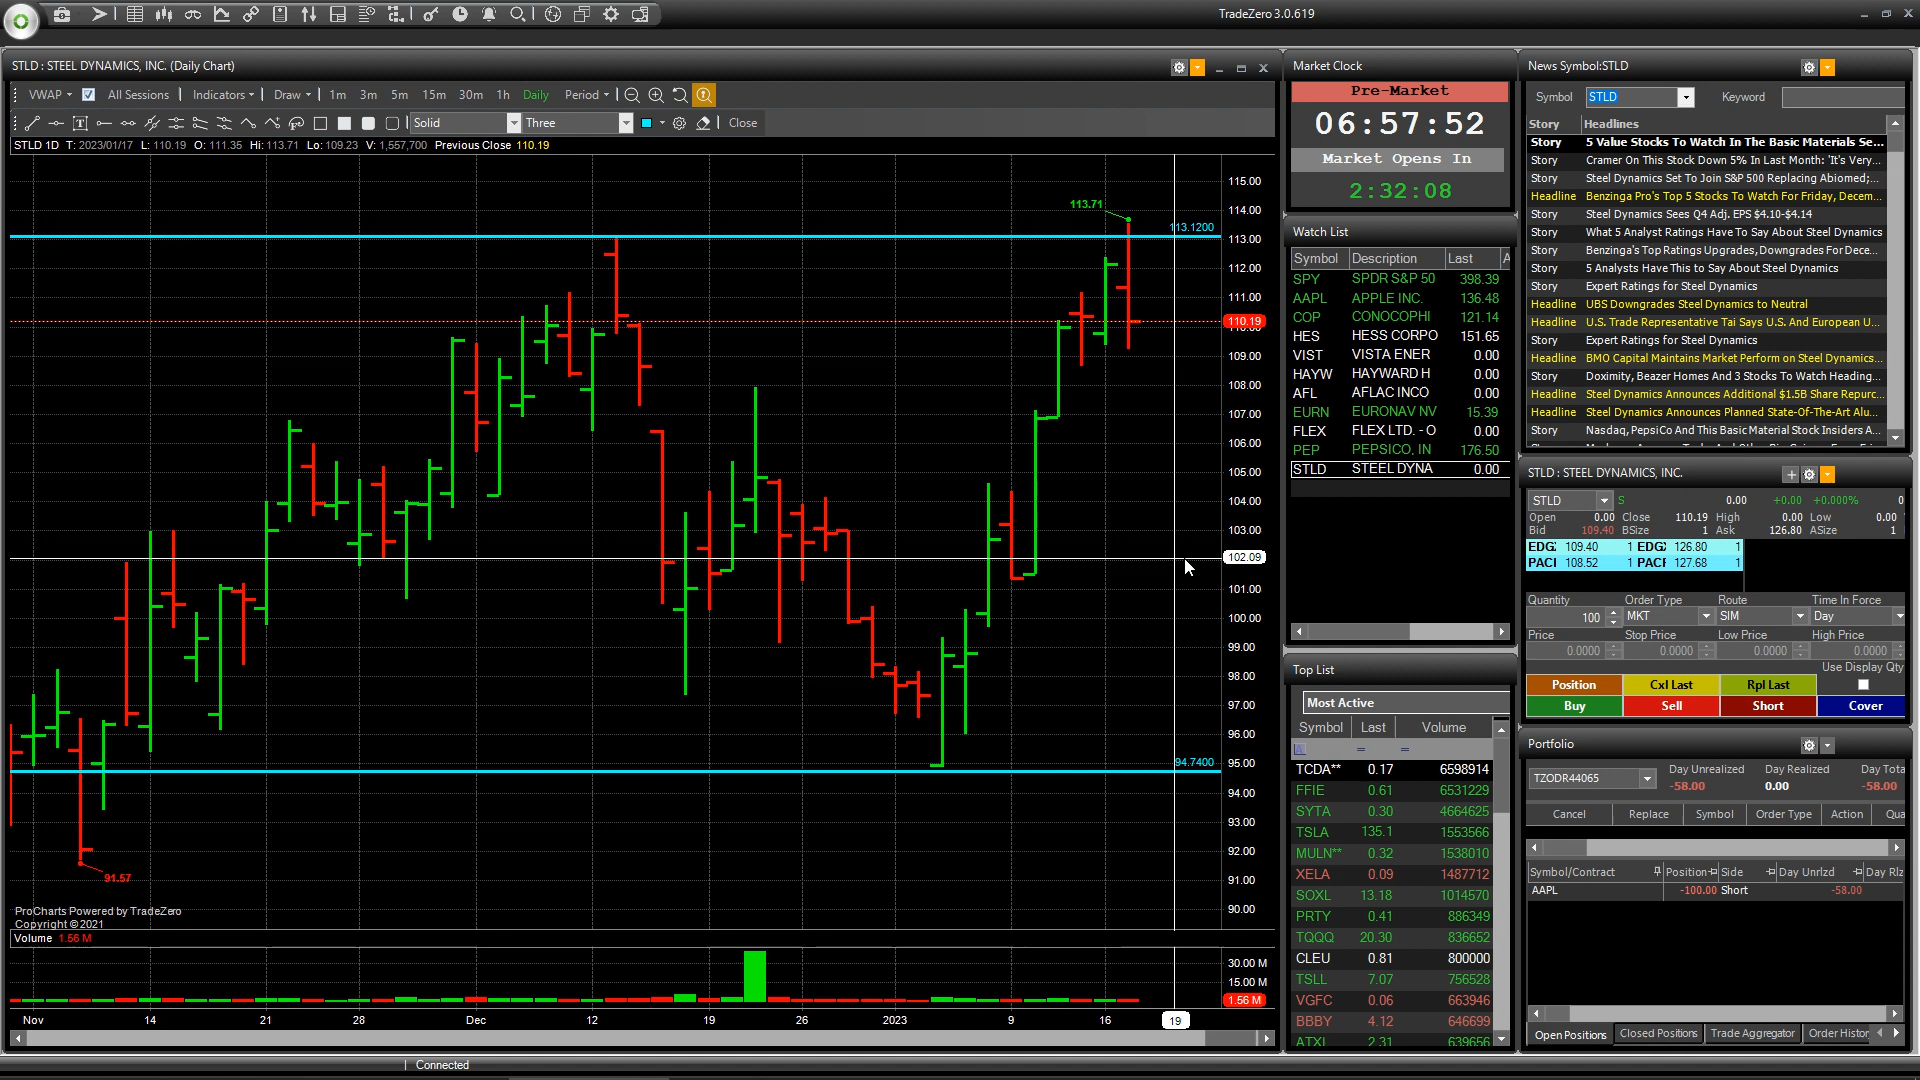 TradeZero 3.0.619
STLD : STEEL DYNAMICS, INC. (Daily Chart)
VWAP All Sessions Indicators Draw 1m 3m 5m 15m 30m 1h Daily Period
Solid Three Close
STLD 1D T: 2023/01/17 L: 110.19 O: 111.35 Hi: 113.71 Lo: 109.23 V: 1,557,700 Previous Close 110.19
115.00
114.00
113.71
113.1200
113.00
112.00
111.00
110.19
109.00
108.00
107.00
106.00
105.00
104.00
103.00
102.09
101.00
100.00
99.00
98.00
97.00
96.00
95.00
94.7400
94.00
93.00
92.00
91.57
91.00
90.00
ProCharts Powered by TradeZero
Copyright ©2021
Volume 1.56 M
30.00 M
15.00 M
1.56 M
Nov 14 21 28 Dec 12 19 26 2023 9 16 19
Connected
Market Clock
Pre-Market
06:57:52
Market Opens In
2:32:08
Watch List
Symbol Description Last A
SPY SPDR S&P 50 398.39
AAPL APPLE INC. 136.48
COP CONOCOPHI 121.14
HES HESS CORPO 151.65
VIST VISTA ENER 0.00
HAYW HAYWARD H 0.00
AFL AFLAC INCO 0.00
EURN EURONAV NV 15.39
FLEX FLEX LTD. - O 0.00
PEP PEPSICO, IN 176.50
STLD STEEL DYNA 0.00
Top List
Most Active
Symbol Last Volume
A = =
TCDA** 0.17 6598914
FFIE 0.61 6531229
SYTA 0.30 4664625
TSLA 135.1 1553566
MULN** 0.32 1538010
XELA 0.09 1487712
SOXL 13.18 1014570
PRTY 0.41 886349
TQQQ 20.30 836652
CLEU 0.81 800000
TSLL 7.07 756528
VGFC 0.06 663946
BBBY 4.12 646699
ATXI 2.31 639656
News Symbol:STLD
Symbol STLD Keyword
Story Headlines
Story 5 Value Stocks To Watch In The Basic Materials Se...
Story Cramer On This Stock Down 5% In Last Month: 'It's Very...
Story Steel Dynamics Set To Join S&P 500 Replacing Abiomed;...
Headline Benzinga Pro's Top 5 Stocks To Watch For Friday, Decem...
Story Steel Dynamics Sees Q4 Adj. EPS $4.10-$4.14
Story What 5 Analyst Ratings Have To Say About Steel Dynamics
Story Benzinga's Top Ratings Upgrades, Downgrades For Dece...
Story 5 Analysts Have This to Say About Steel Dynamics
Story Expert Ratings for Steel Dynamics
Headline UBS Downgrades Steel Dynamics to Neutral
Headline U.S. Trade Representative Tai Says U.S. And European U...
Story Expert Ratings for Steel Dynamics
Headline BMO Capital Maintains Market Perform on Steel Dynamics...
Story Doximity, Beazer Homes And 3 Stocks To Watch Heading...
Headline Steel Dynamics Announces Additional $1.5B Share Repurc...
Headline Steel Dynamics Announces Planned State-Of-The-Art Alu...
Story Nasdaq, PepsiCo And This Basic Material Stock Insiders A...
STLD : STEEL DYNAMICS, INC.
STLD S 0.00 +0.00 +0.000% 0
Open 0.00 Close 110.19 High 0.00 Low 0.00
Bid 109.40 BSize 1 Ask 126.80 ASize 1
EDG 109.40 1 EDG 126.80 1
PACI 108.52 1 PACI 127.68 1
Quantity Order Type Route Time In Force
100 MKT SIM Day
Price Stop Price Low Price High Price
0.0000 0.0000 0.0000 0.0000
Use Display Qty
Position Cxl Last Rpl Last
Buy Sell Short Cover
Portfolio
TZODR44065 Day Unrealized Day Realized Day Tota
-58.00 0.00 -58.00
Cancel Replace Symbol Order Type Action Qua
Symbol/Contract Position Side Day Unrlzd Day Rlz
AAPL -100.00 Short -58.00
Open Positions Closed Positions Trade Aggregator Order Histor